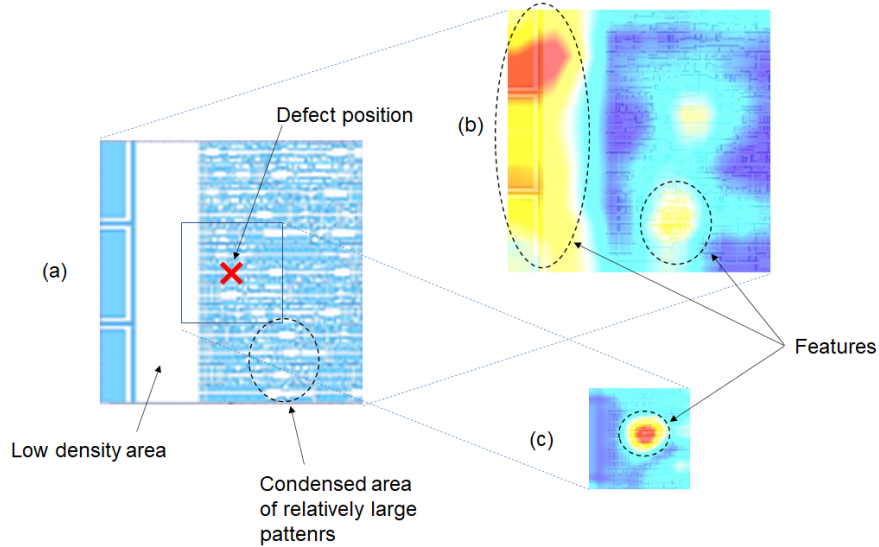 Defect position
(b)
(a)
Features
(c)
Low density area
Condensed area
of relatively large
pattenrs